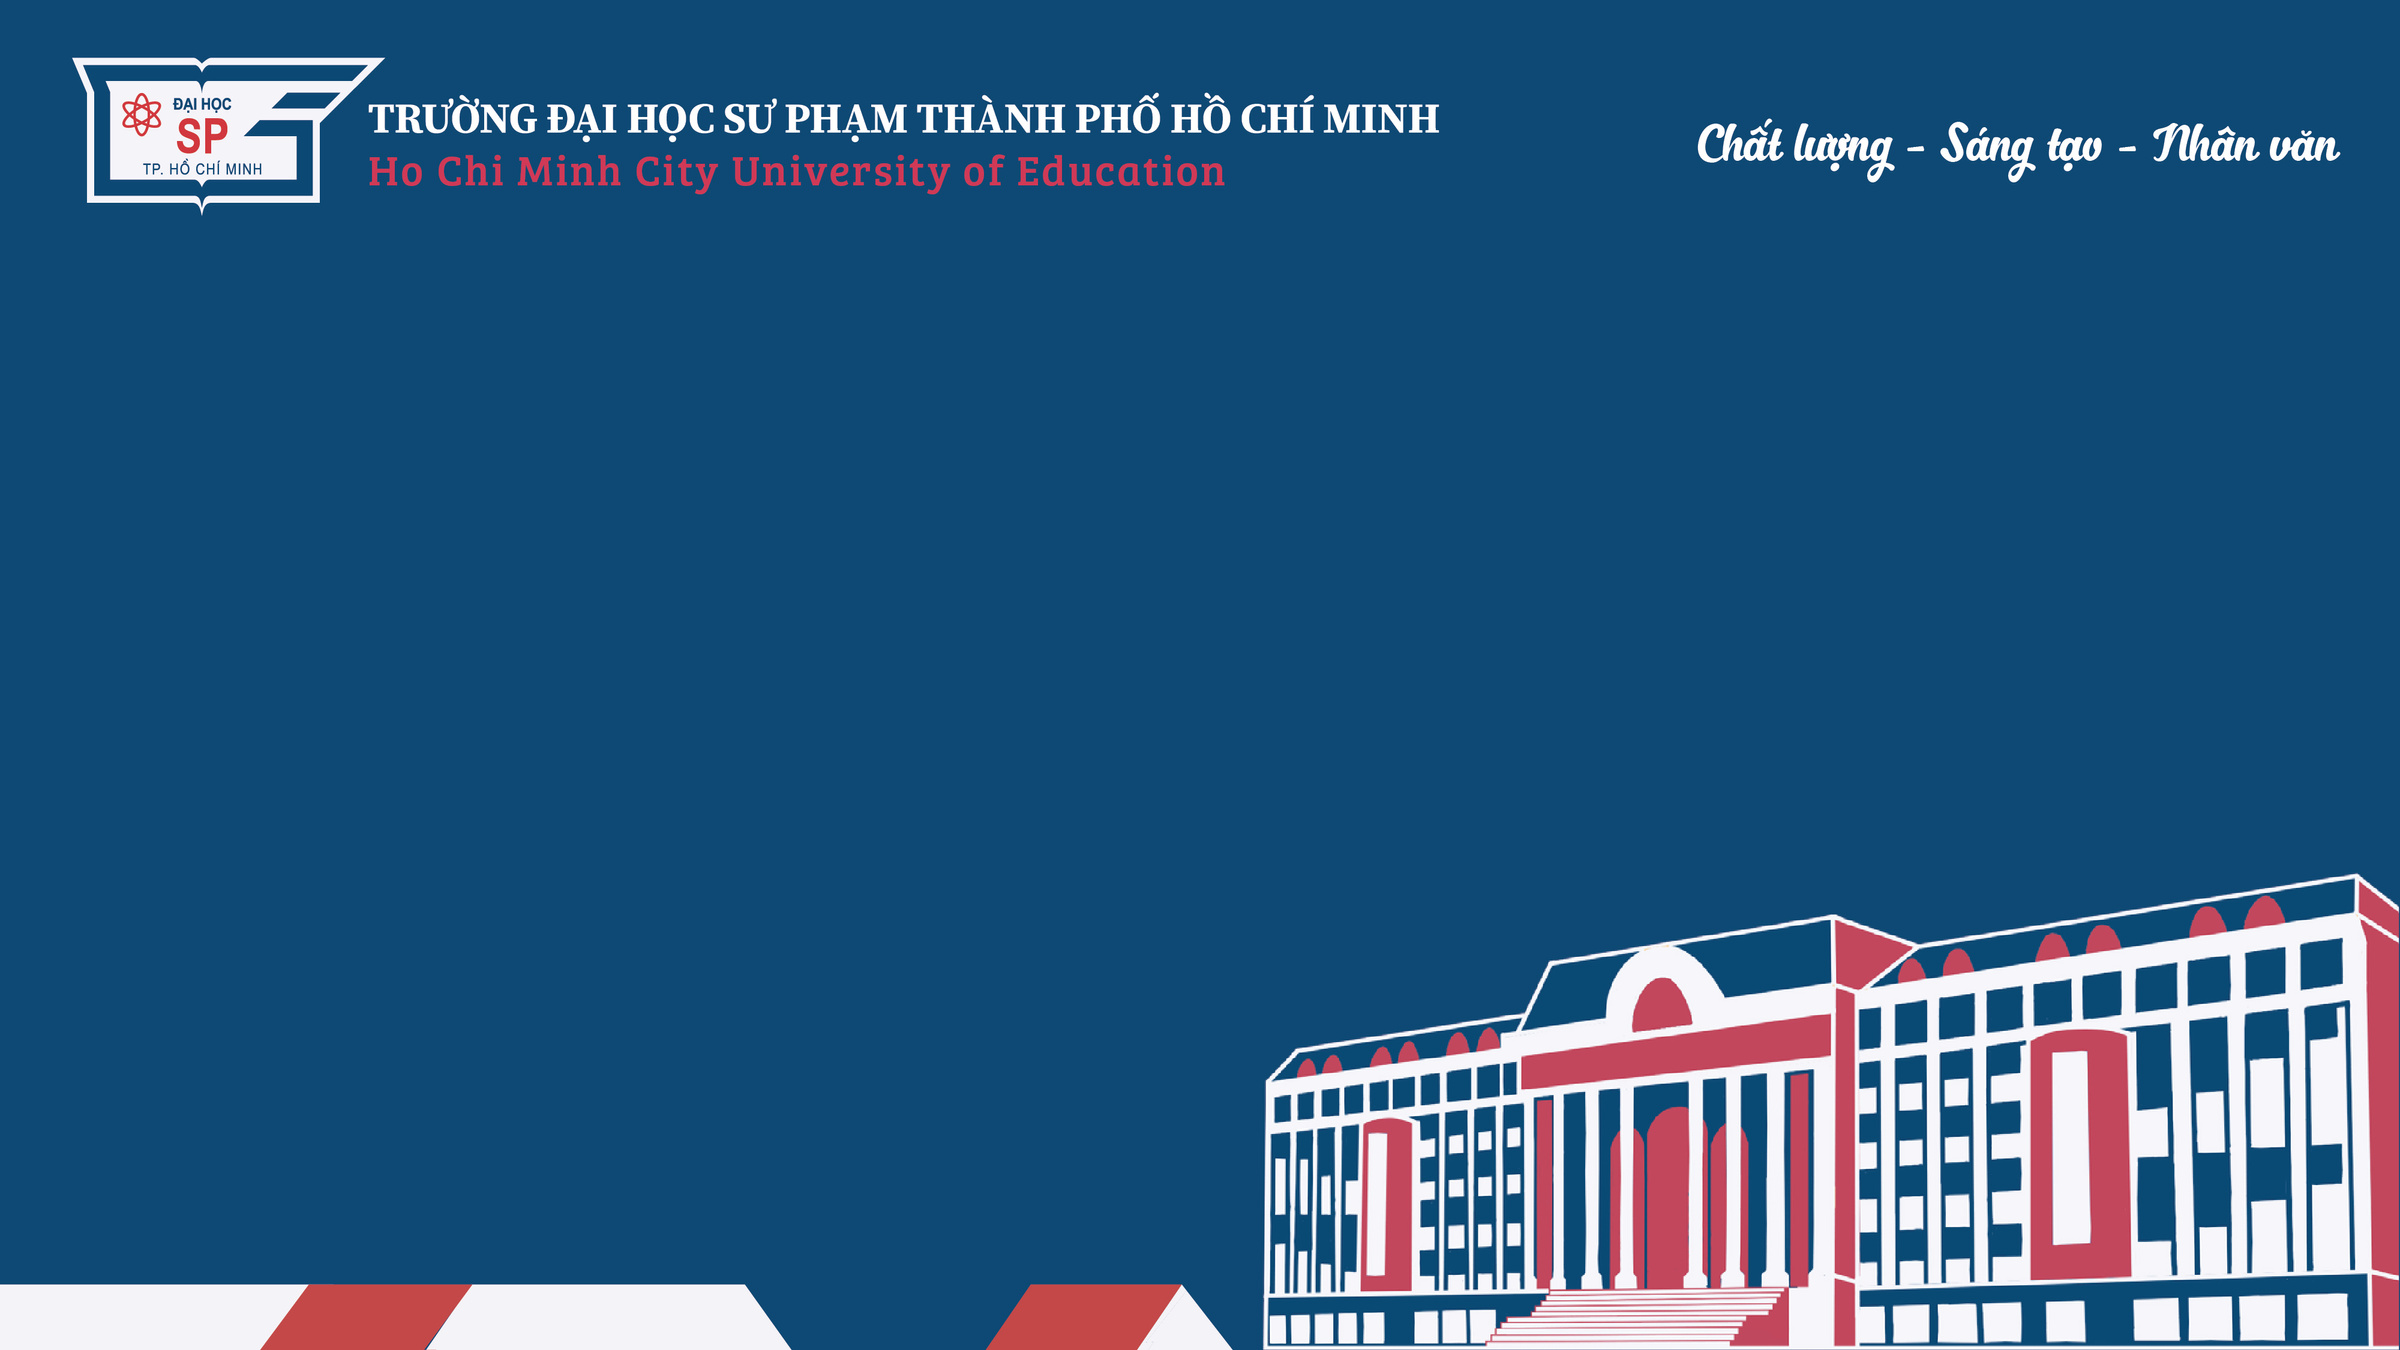 ĐẠI HỌC
SP
TP. HỒ CHÍ MINH
TRƯỜNG ĐẠI HỌC SƯ PHẠM THÀNH PHỐ HỒ CHÍ MINH
Ho Chi Minh City University of Education
Chất lượng - Sáng tạo - Nhân văn